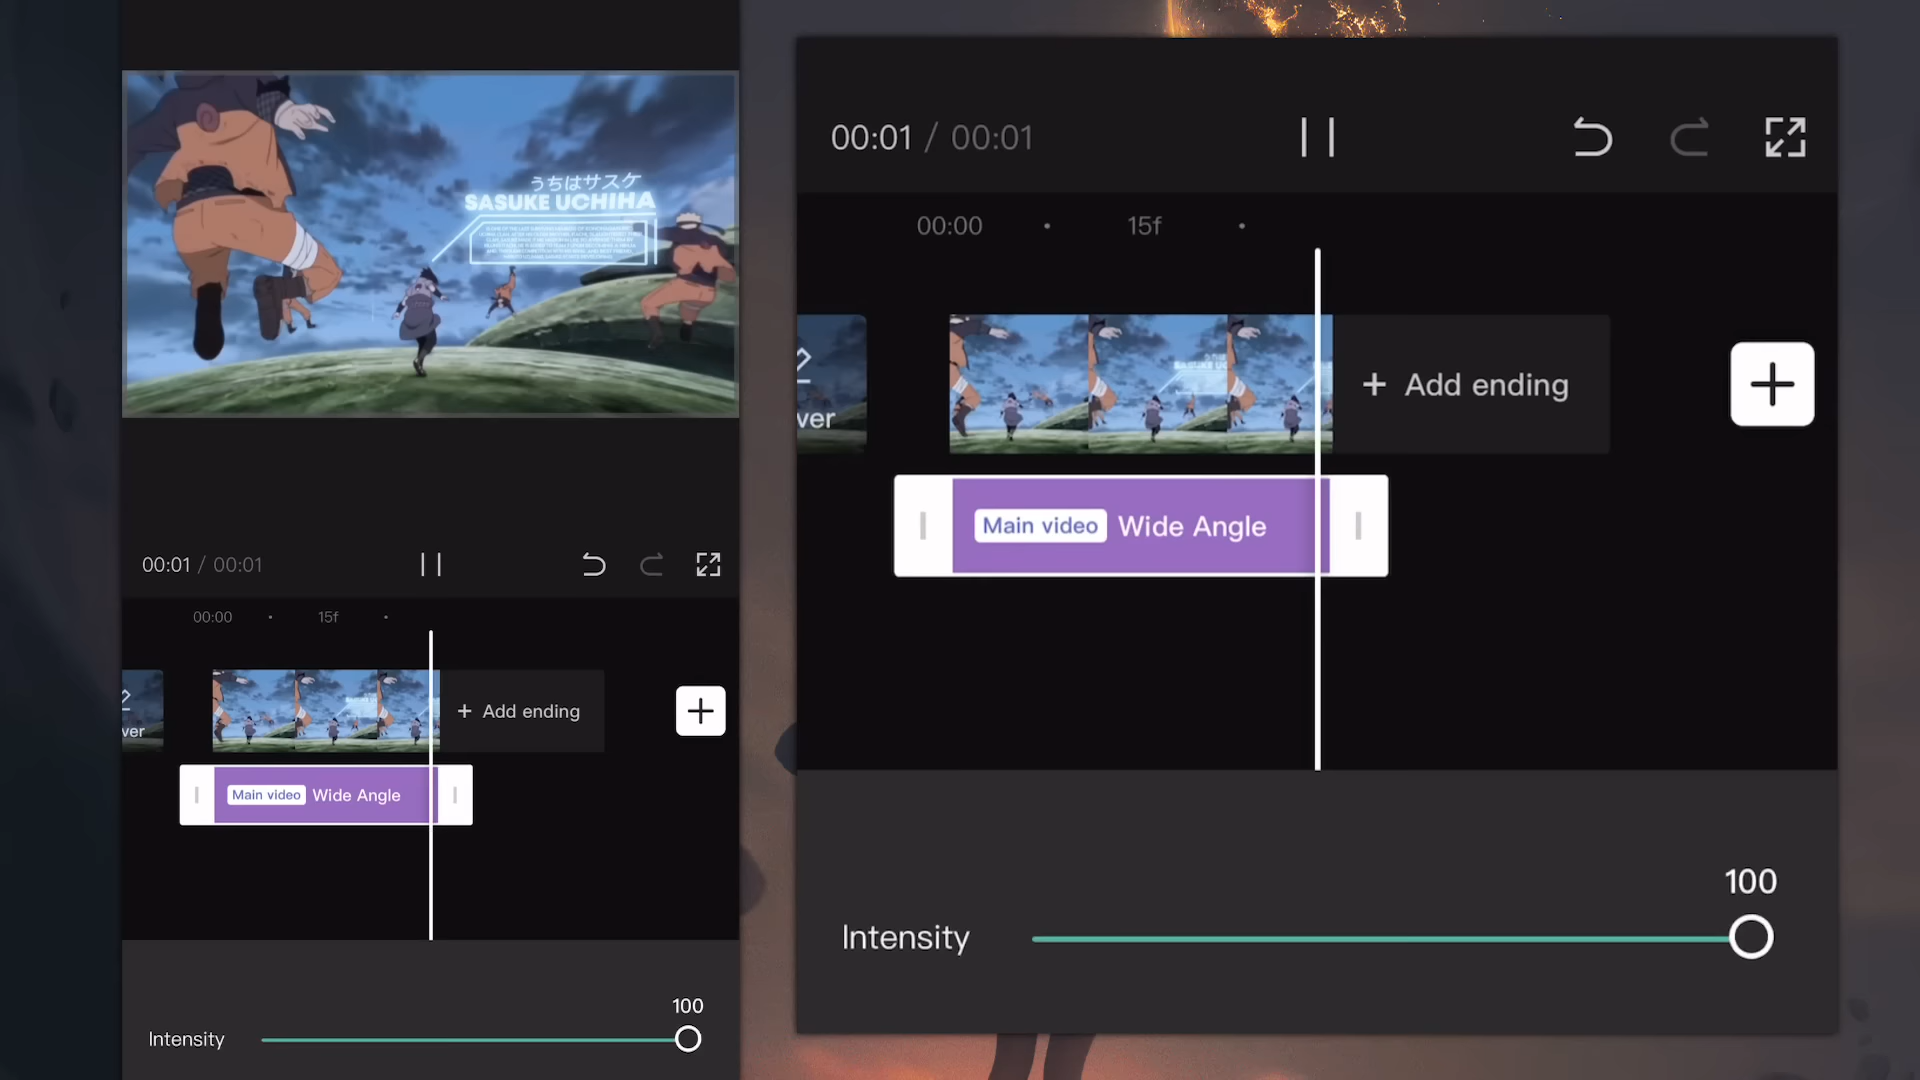 うちはサスケ
SASUKE UCHIHA
00:01 / 00:01
00:00 · 15f ·
ver
+ Add ending
Main video Wide Angle
100
Intensity
00:01 / 00:01
00:00 · 15f ·
ver
+ Add ending
Main video Wide Angle
100
Intensity